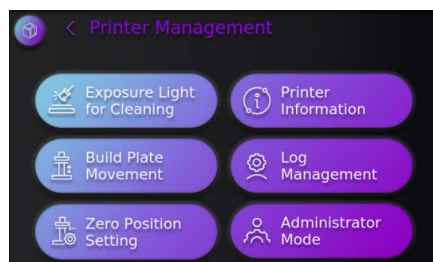 Printer Management
Exposure Light
for Cleaning
Printer
Information
Build Plate
Movement
Log
Management
Zero Position
Setting
Administrator
Mode